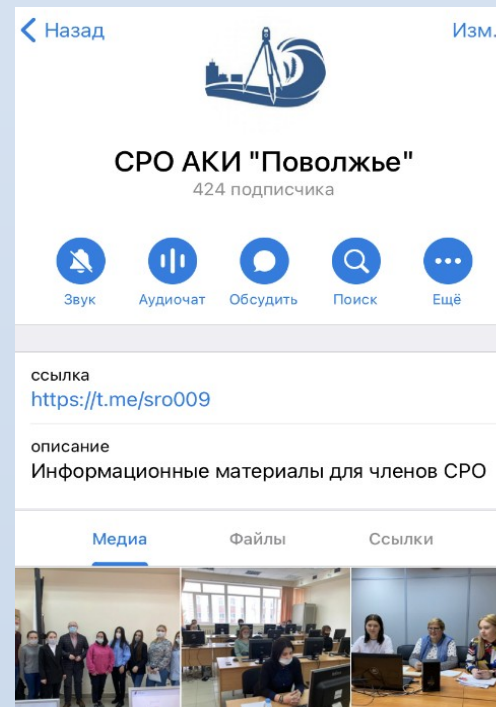 Назад
Изм.
СРО АКИ "Поволжье"
424 подписчика
Звук
Аудиочат
Обсудить
Поиск
Ещё
ссылка
https://t.me/sro009
описание
Информационные материалы для членов СРО
Медиа
Файлы
Ссылки